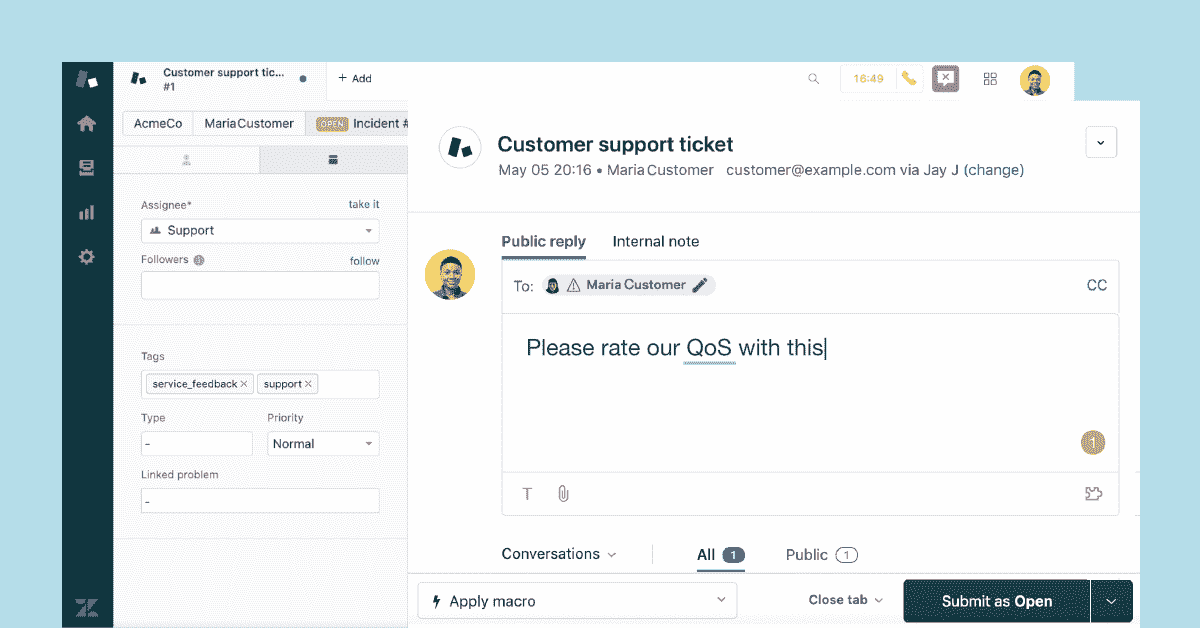 Customer support tic...
#1
+ Add
16:49
AcmeCo
Maria Customer
OPEN Incident #
Customer support ticket
May 05 20:16 • Maria Customer customer@example.com via Jay J (change)
Assignee*
take it
Support
Followers
follow
Tags
service_feedback ×
support ×
Type
Priority
-
Normal
Linked problem
-
Public reply
Internal note
To:
Maria Customer
CC
Please rate our QoS with this
1
T
Conversations
All 1
Public 1
Apply macro
Close tab
Submit as Open